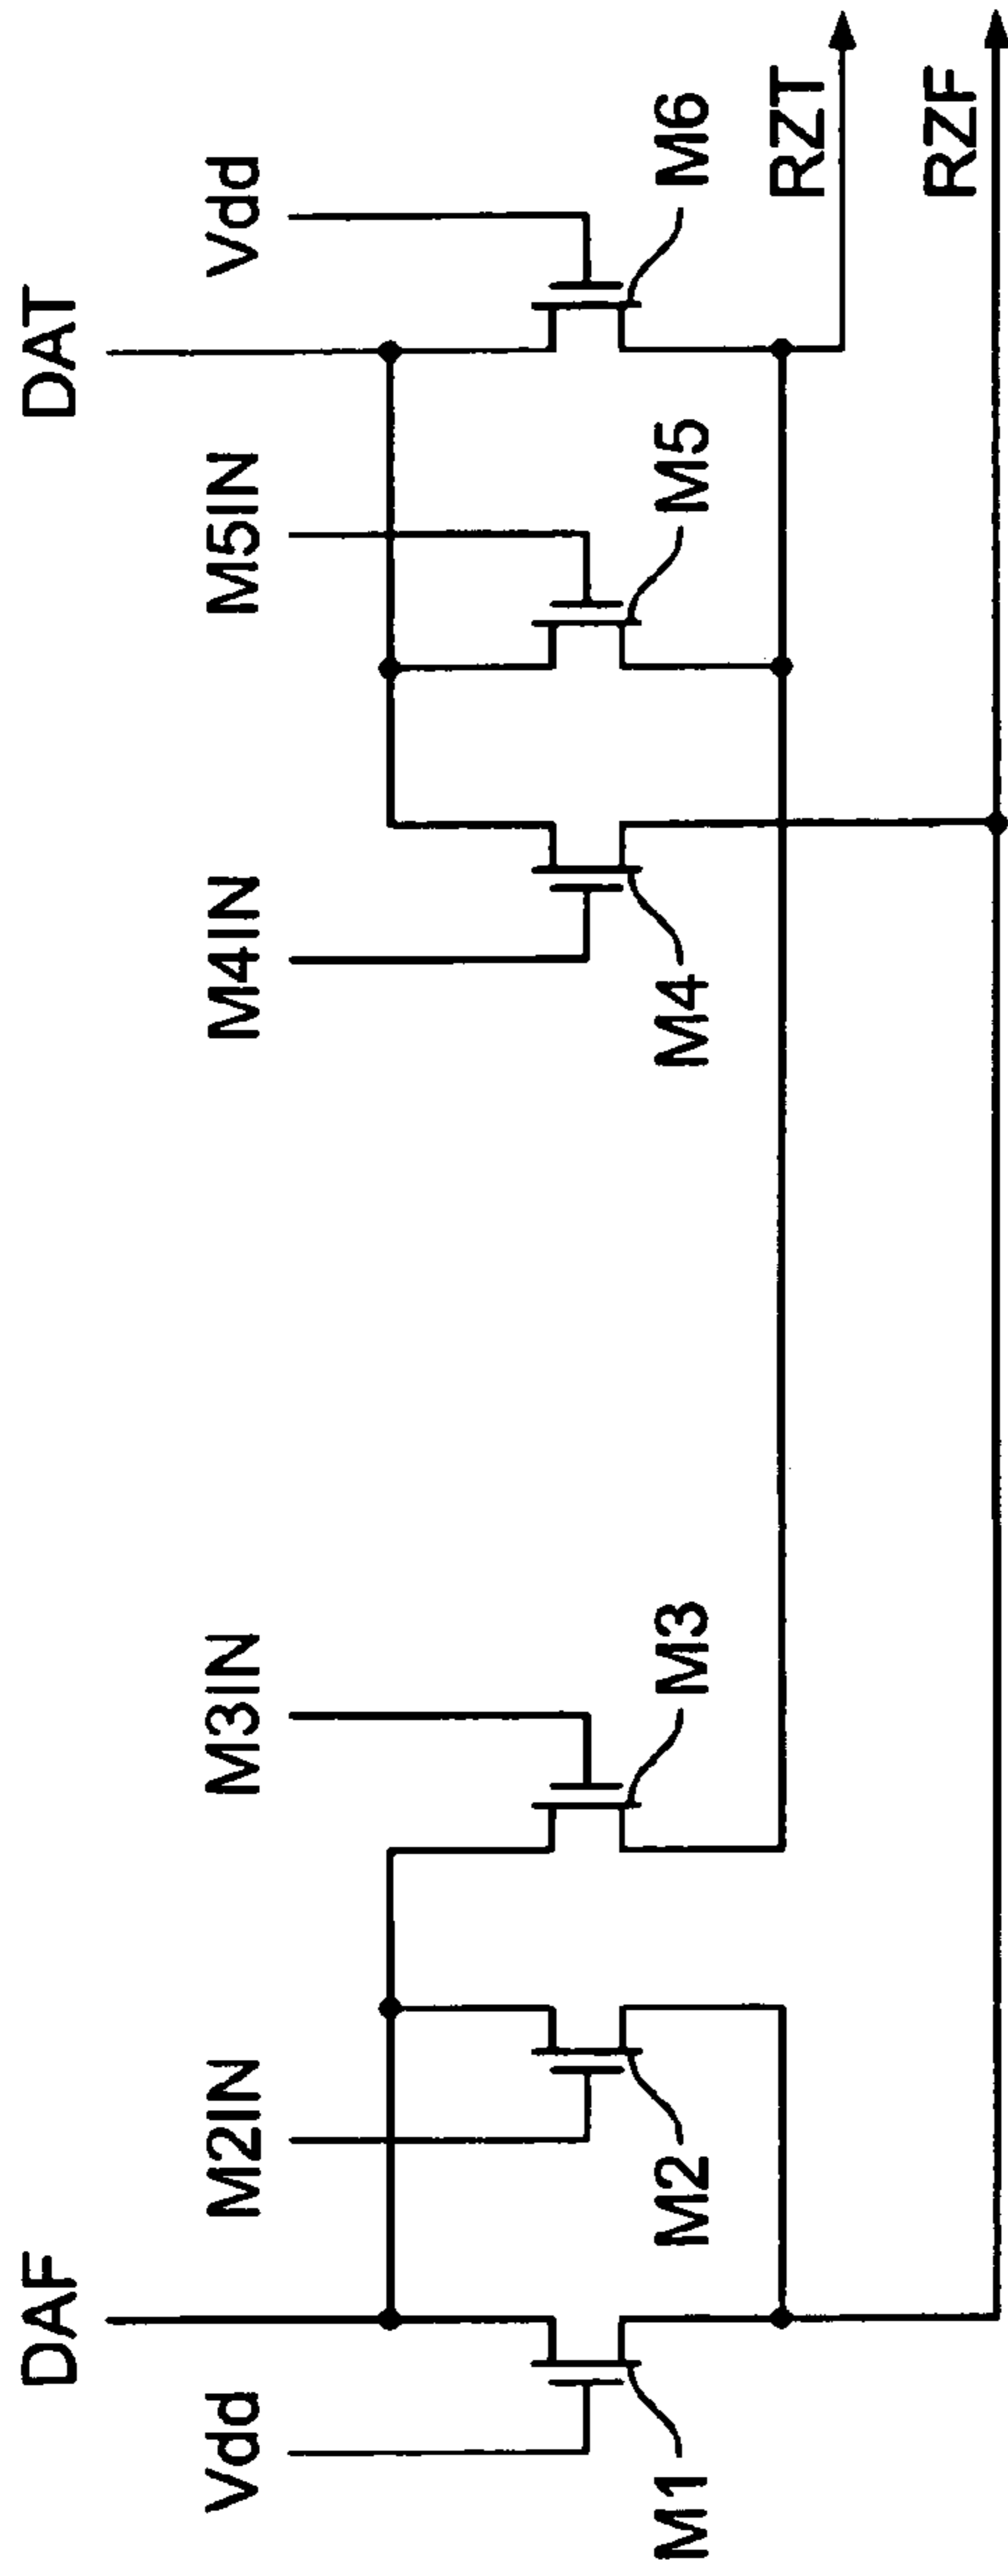 DAF
DAT
Vdd
M2IN
M3IN
M4IN
M5IN
Vdd
M1
M2
M3
M4
M5
M6
RZT
RZF